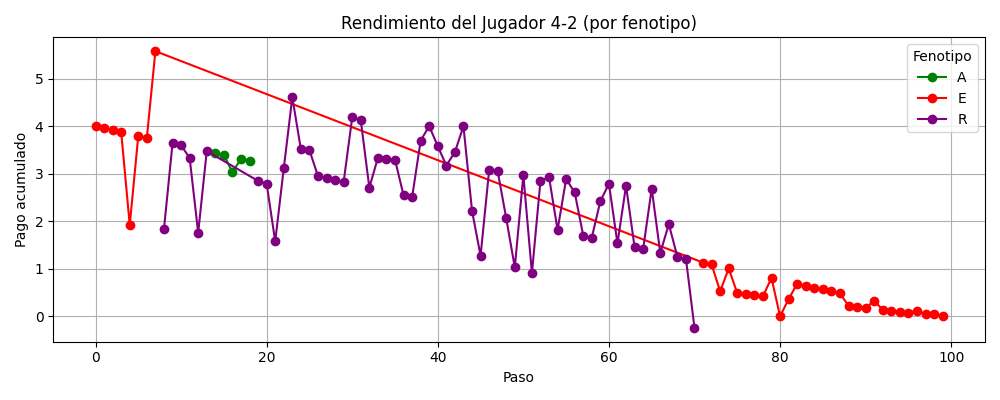 Rendimiento del Jugador 4-2 (por fenotipo)
Pago acumulado
5
4
3
2
1
0
Fenotipo
A
E
R
0
20
40
60
80
100
Paso